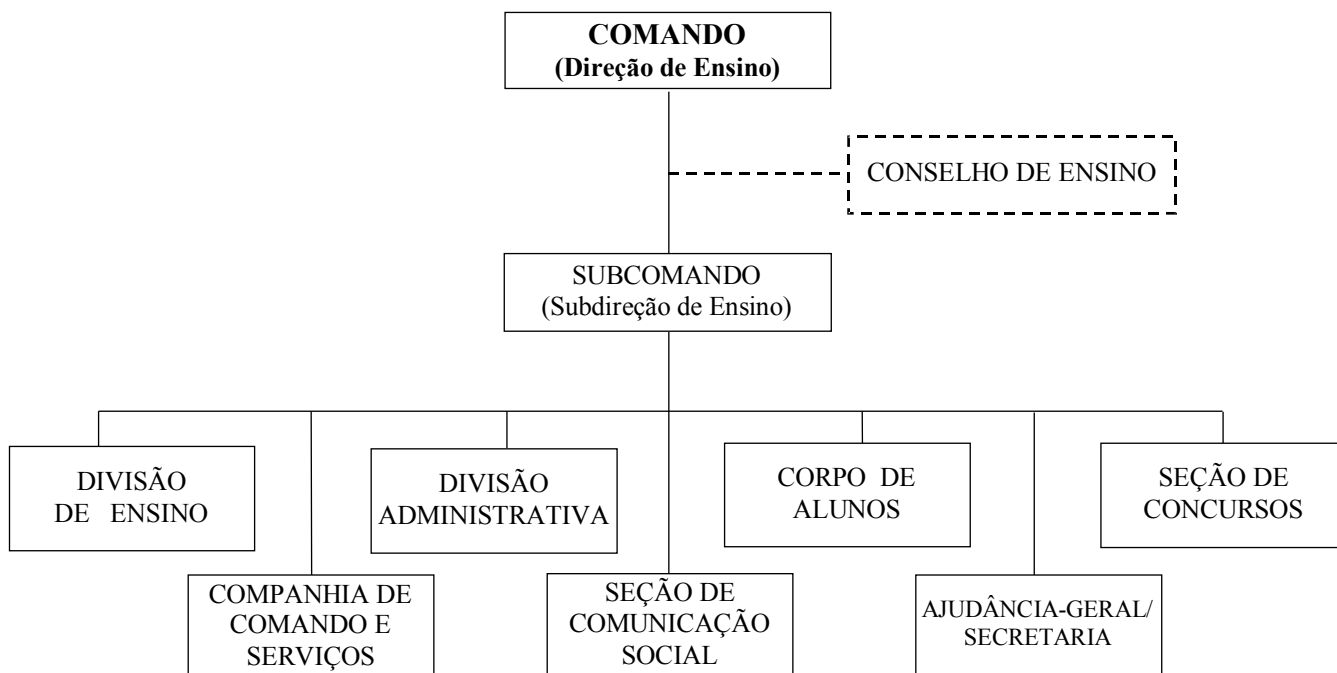 COMANDO
(Direção de Ensino)
CONSELHO DE ENSINO
SUBCOMANDO
(Subdireção de Ensino)
DIVISÃO
DE ENSINO
DIVISÃO
ADMINISTRATIVA
CORPO DE
ALUNOS
SEÇÃO DE
CONCURSOS
COMPANHIA DE
COMANDO E
SERVIÇOS
SEÇÃO DE
COMUNICAÇÃO
SOCIAL
AJUDÂNCIA-GERAL/
SECRETARIA